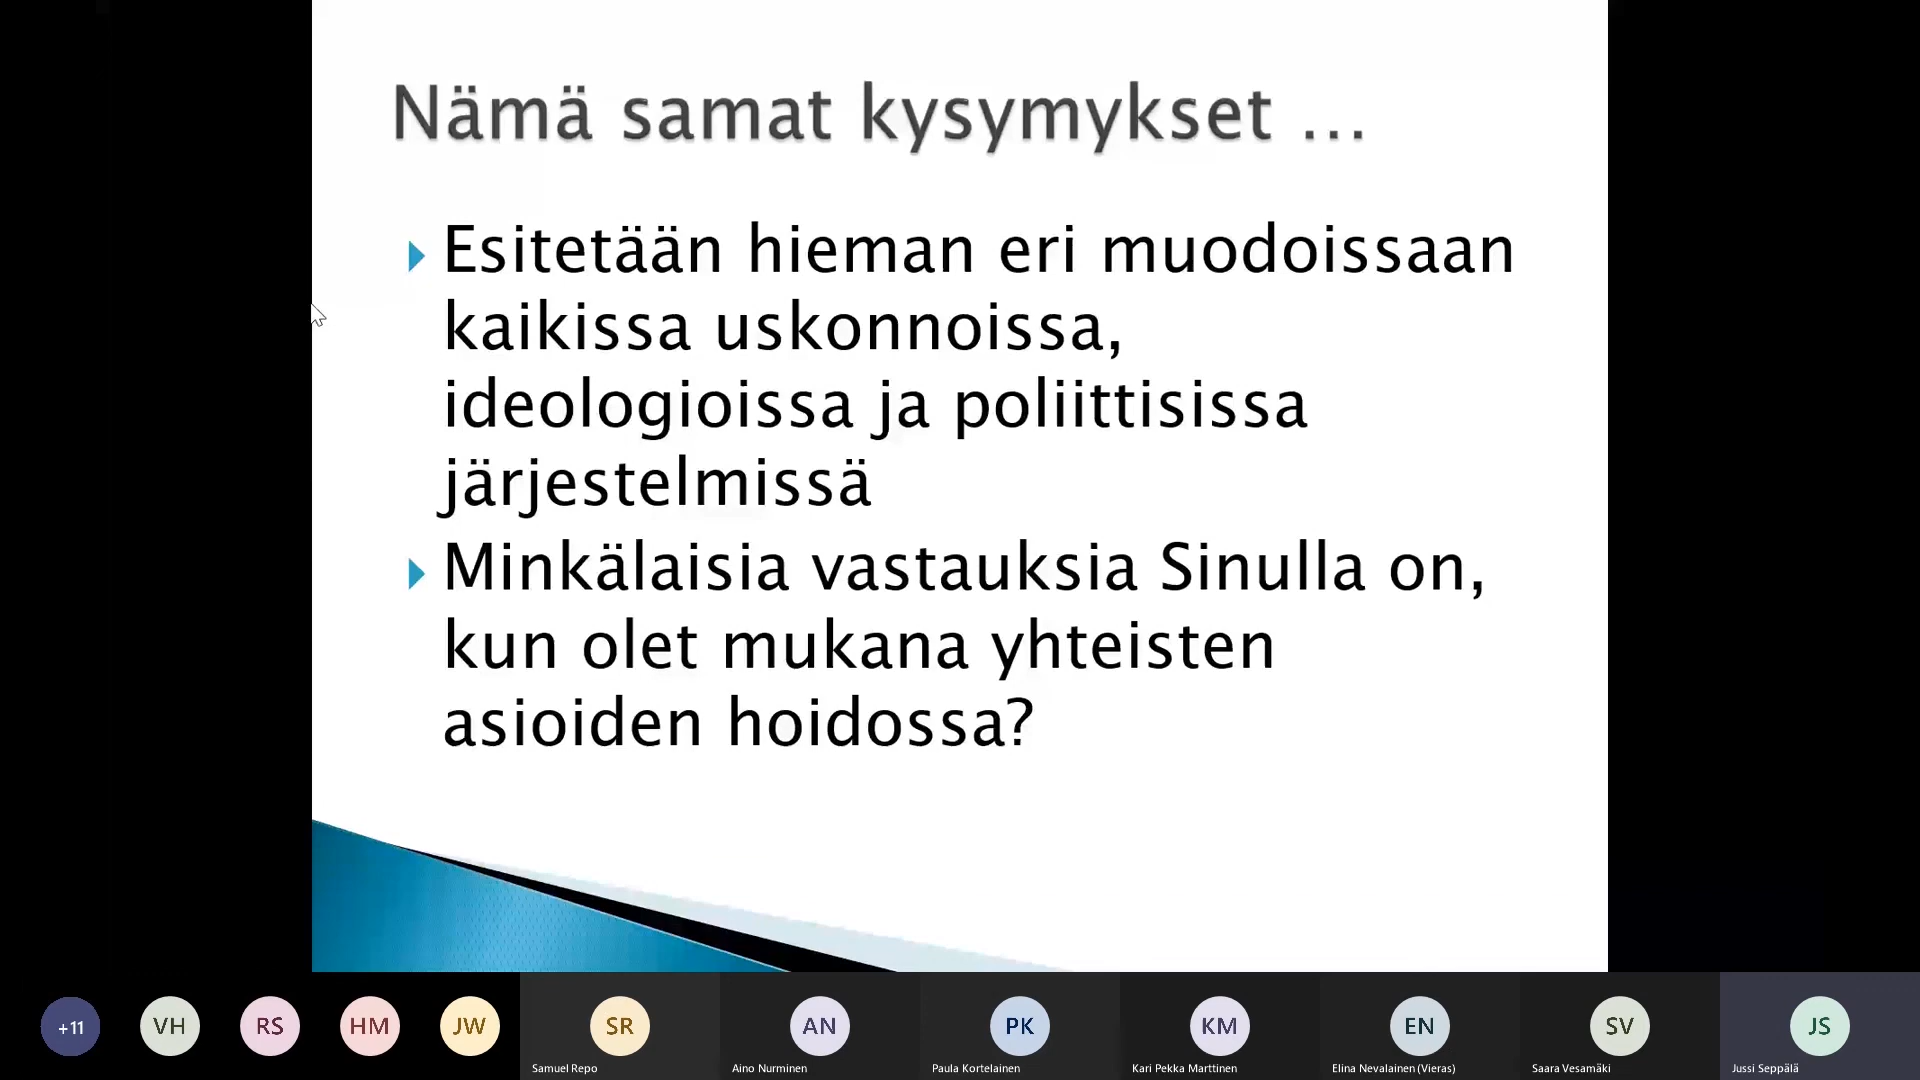 Nämä samat kysymykset ...
Esitetään hieman eri muodoissaan
kaikissa uskonnoissa,
ideologioissa ja poliittisissa
järjestelmissä
Minkälaisia vastauksia Sinulla on,
kun olet mukana yhteisten
asioiden hoidossa?
+11
VH
RS
HM
JW
SR
AN
PK
KM
EN
SV
JS
Samuel Repo
Aino Nurminen
Paula Kortelainen
Kari Pekka Marttinen
Elina Nevalainen (Vieras)
Saara Vesamäki
Jussi Seppälä